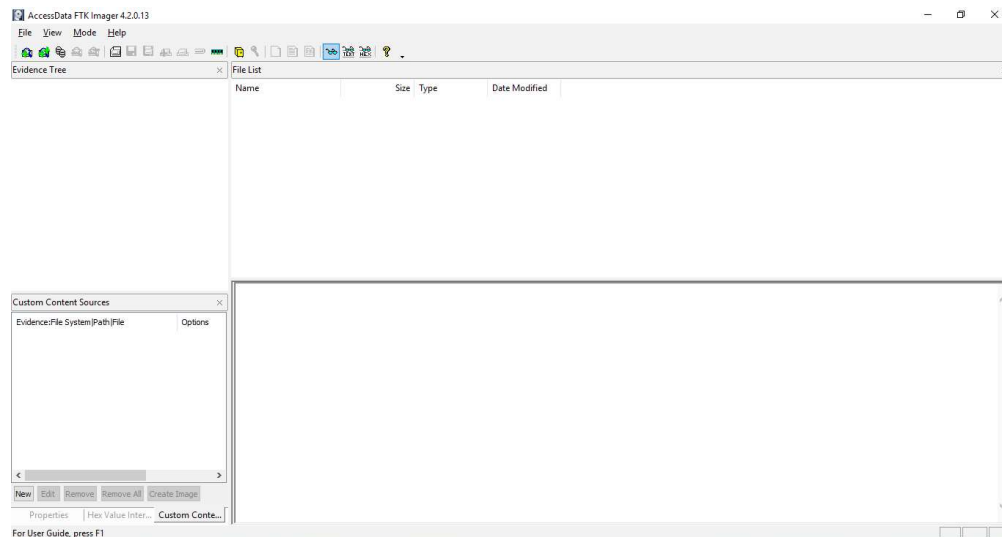 AccessData FTK Imager 4.2.0.13
File View Mode Help
Evidence Tree
File List
Name Size Type Date Modified
Custom Content Sources
Evidence:File System|Path|File Options
New Edit Remove Remove All Create Image
Properties Hex Value Inter... Custom Conte...
For User Guide, press F1